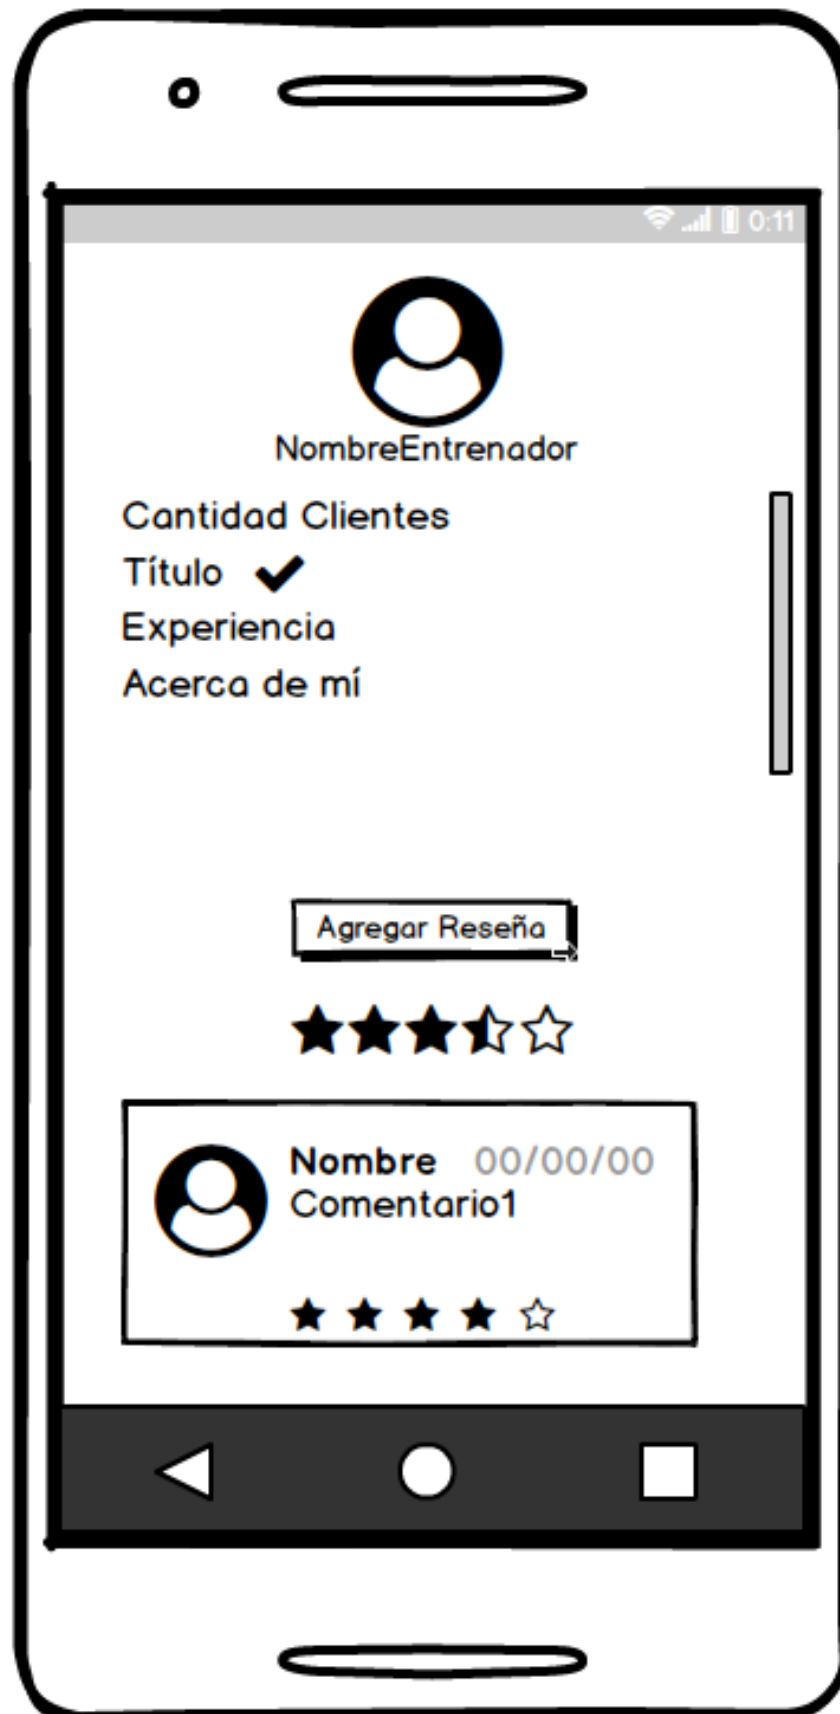 0:11
NombreEntrenador
Cantidad Clientes
Título
Experiencia
Acerca de mí
Agregar Reseña
Nombre 00/00/00
Comentario1